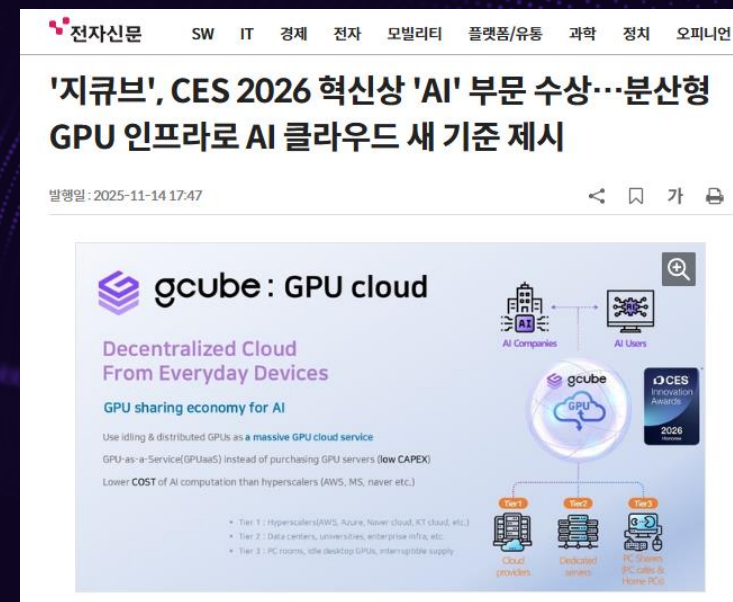 전자신문
SW IT 경제 전자 모빌리티 플랫폼/유통 과학 정치 오피니언
'지큐브', CES 2026 혁신상 'AI' 부문 수상…분산형
GPU 인프라로 AI 클라우드 새 기준 제시
발행일 : 2025-11-14 17:47
가
gcube : GPU cloud
Decentralized Cloud
From Everyday Devices
GPU sharing economy for AI
Use idling & distributed GPUs as a massive GPU cloud service
GPU-as-a-Service(GPUaaS) instead of purchasing GPU servers (low CAPEX)
Lower COST of AI computation than hyperscalers (AWS, MS, naver etc.)
• Tier 1 : Hyperscalers(AWS, Azure, Naver cloud, KT cloud, etc.)
• Tier 2 : Data centers, universities, enterprise infra, etc.
• Tier 3 : PC rooms, idle desktop GPUs, interruptible supply
AI
AI Companies
AI Users
gcube
GPU
CES
Innovation
Awards
2026
Honoree
Tier1 Tier2 Tier3
Cloud
providers
Dedicated
servers
PC Sharers
(PC cafés &
Home PCs)